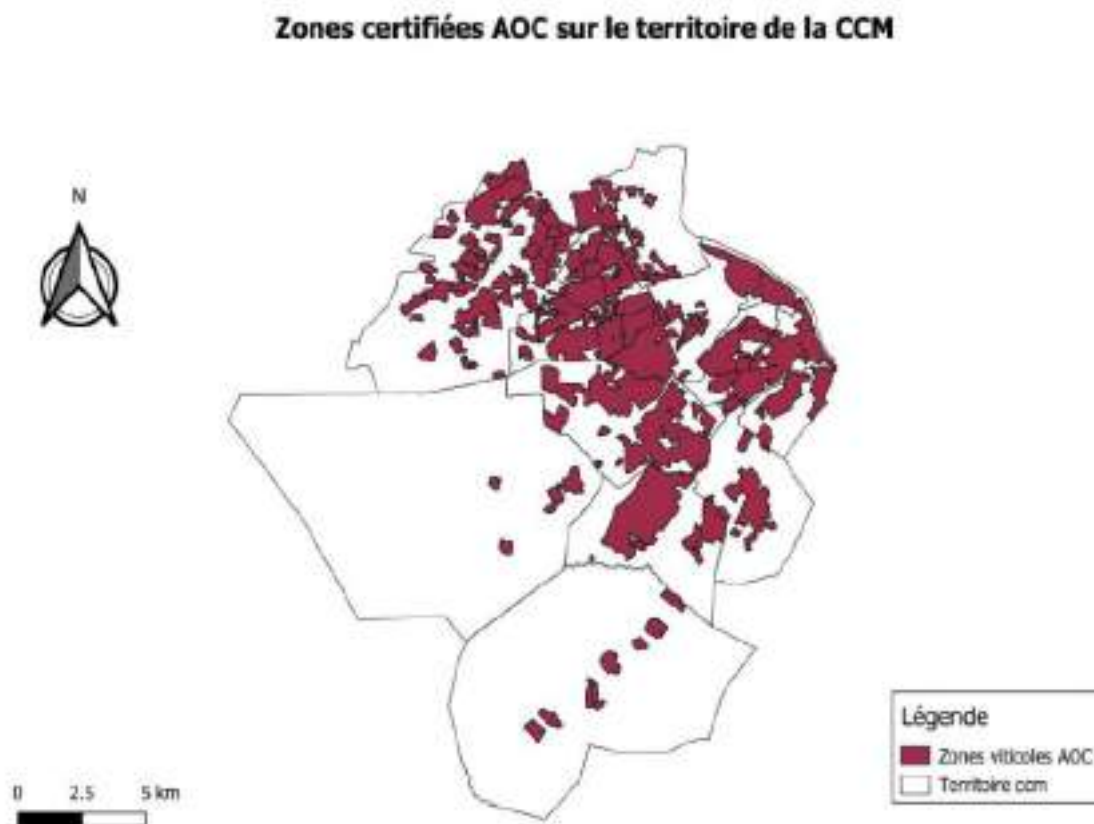 Zones certifiées AOC sur le territoire de la CCM
N
Légende
Zones viticoles AOC
Territoire ccm
0 2.5 5 km